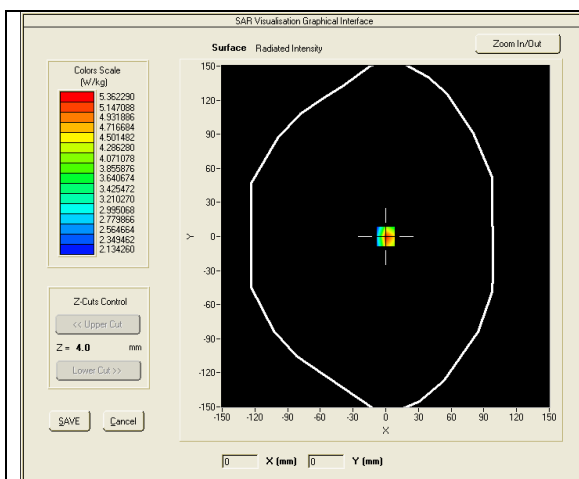 SAR Visualisation Graphical Interface
Surface Radiated Intensity
Zoom In/Out
Colors Scale
(W/kg)
5.362290
5.147088
4.931886
4.716684
4.501482
4.286280
4.071078
3.855876
3.640674
3.425472
3.210270
2.995068
2.779866
2.564664
2.349462
2.134260
Z-Cuts Control
<< Upper Cut
Z = 4.0 mm
Lower Cut >>
SAVE Cancel
150
120
90
60
30
0
-30
-60
-90
-120
-150
Y
-150 -120 -90 -60 -30 0 30 60 90 120 150
X
0 X (mm) 0 Y (mm)